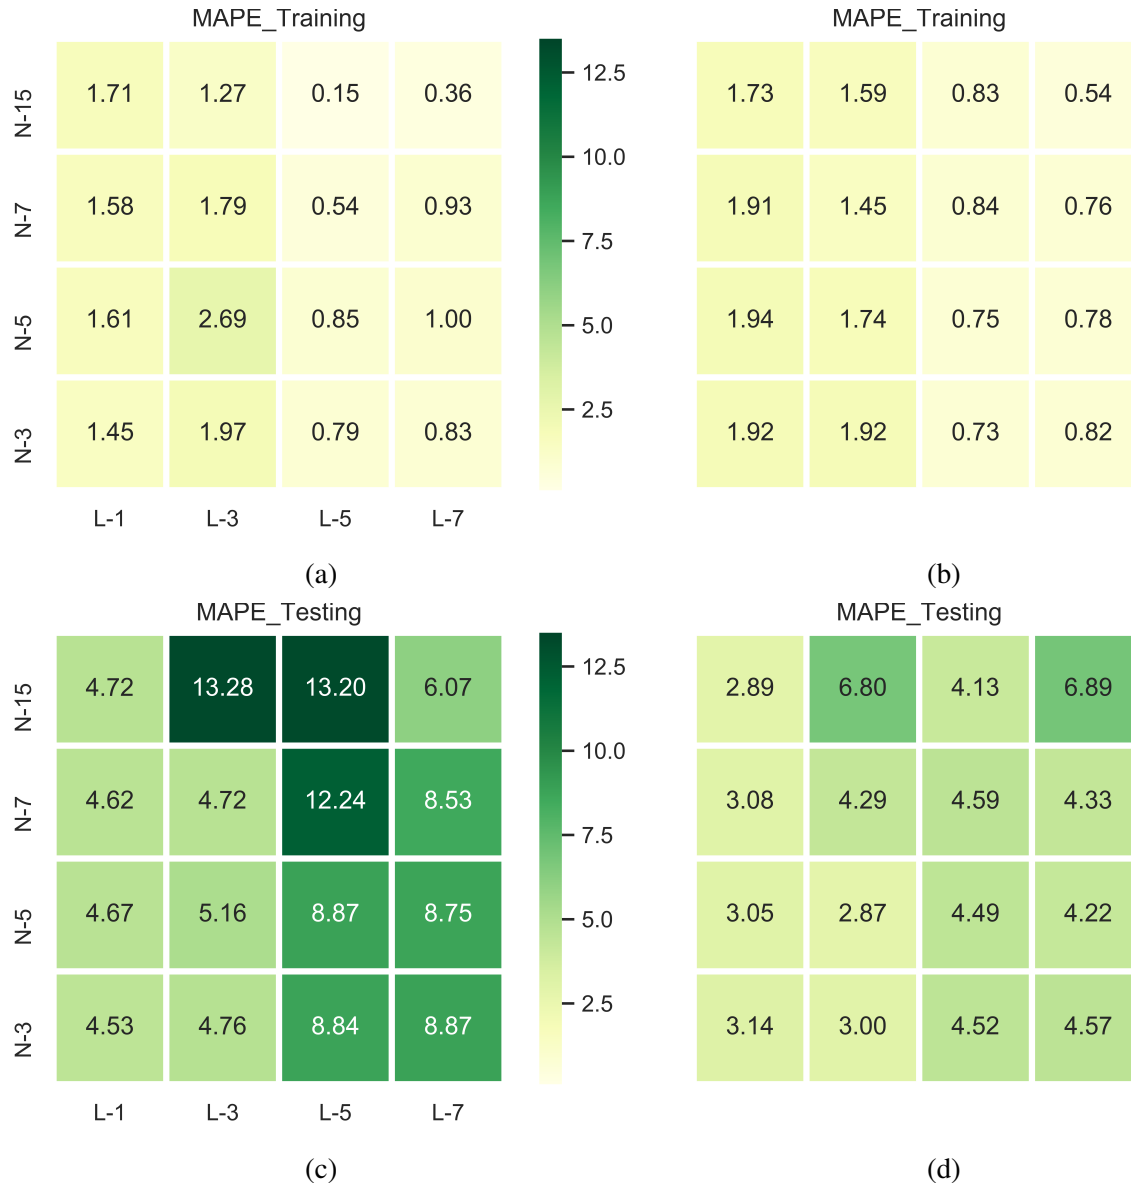 MAPE_Training
N-15 1.71 1.27 0.15 0.36
N-7 1.58 1.79 0.54 0.93
N-5 1.61 2.69 0.85 1.00
N-3 1.45 1.97 0.79 0.83
L-1 L-3 L-5 L-7
12.5
10.0
7.5
5.0
2.5
(a)
MAPE_Training
1.73 1.59 0.83 0.54
1.91 1.45 0.84 0.76
1.94 1.74 0.75 0.78
1.92 1.92 0.73 0.82
(b)
MAPE_Testing
N-15 4.72 13.28 13.20 6.07
N-7 4.62 4.72 12.24 8.53
N-5 4.67 5.16 8.87 8.75
N-3 4.53 4.76 8.84 8.87
L-1 L-3 L-5 L-7
12.5
10.0
7.5
5.0
2.5
(c)
MAPE_Testing
2.89 6.80 4.13 6.89
3.08 4.29 4.59 4.33
3.05 2.87 4.49 4.22
3.14 3.00 4.52 4.57
(d)